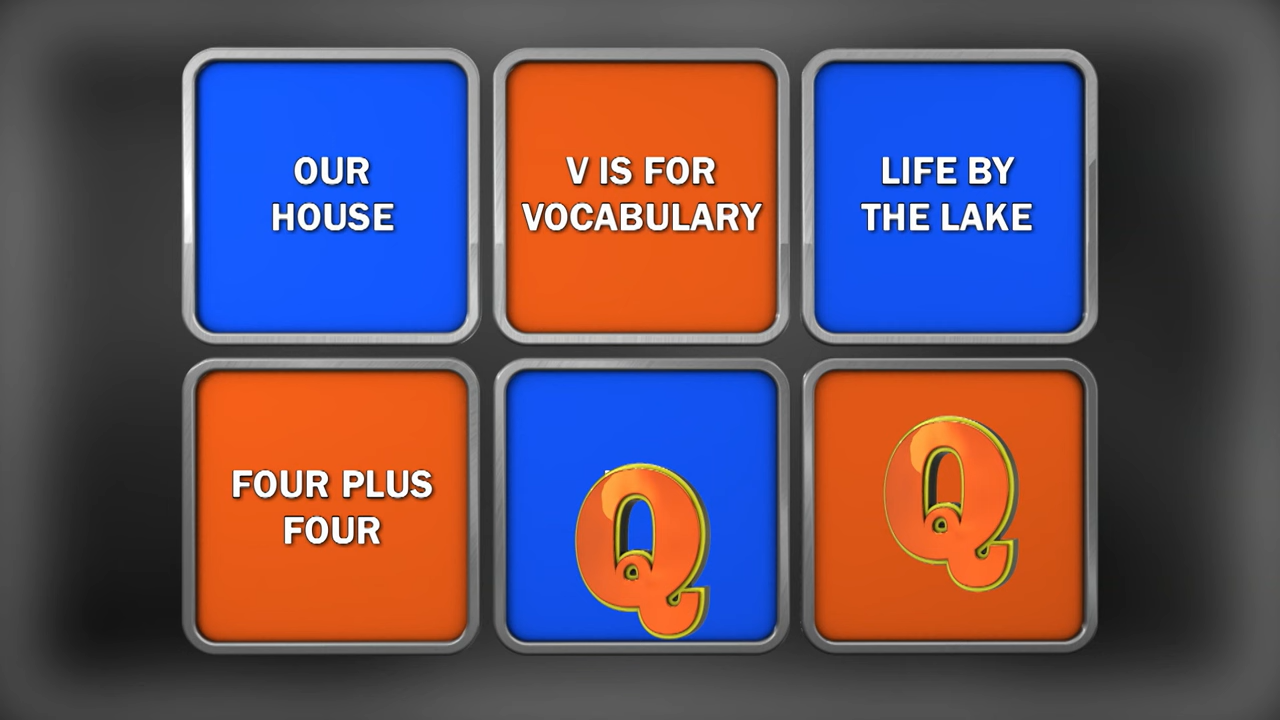 OUR
HOUSE
V IS FOR
VOCABULARY
LIFE BY
THE LAKE
FOUR PLUS
FOUR
Q
Q